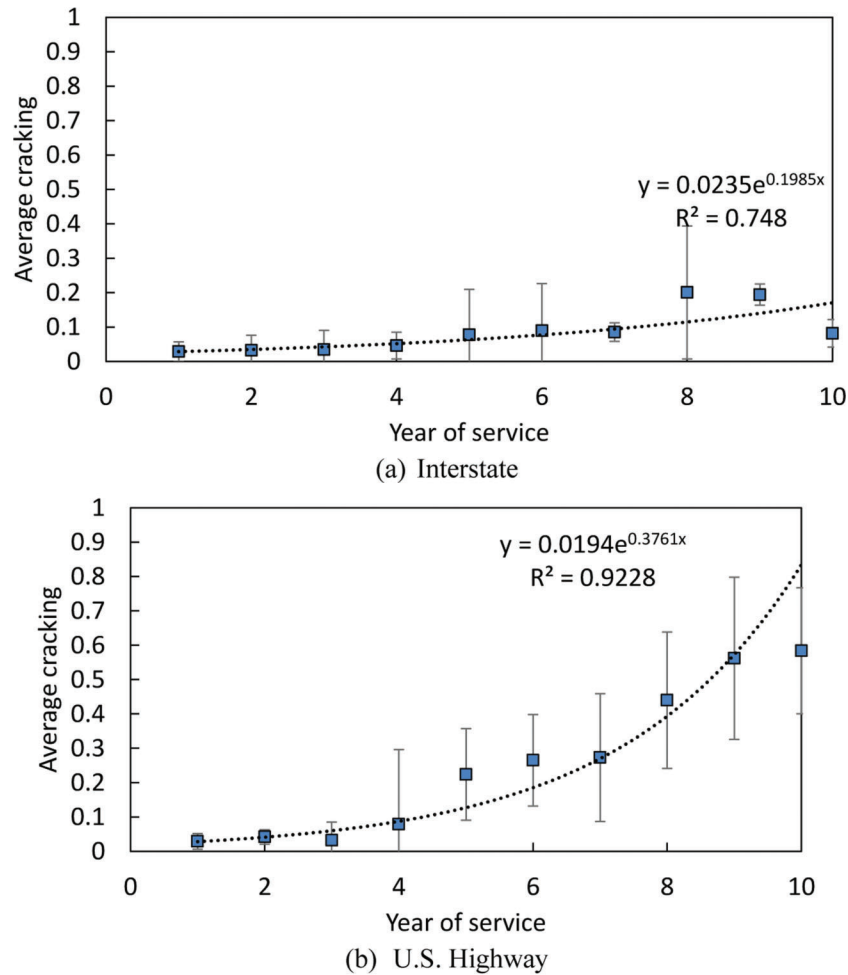 1
0.9
0.8
0.7
0.6
0.5
0.4
0.3
0.2
0.1
0
Average cracking
y = 0.0235e^0.1985x
R² = 0.748
0 2 4 6 8 10
Year of service
(a) Interstate
1
0.9
0.8
0.7
0.6
0.5
0.4
0.3
0.2
0.1
0
Average cracking
y = 0.0194e^0.3761x
R² = 0.9228
0 2 4 6 8 10
Year of service
(b) U.S. Highway